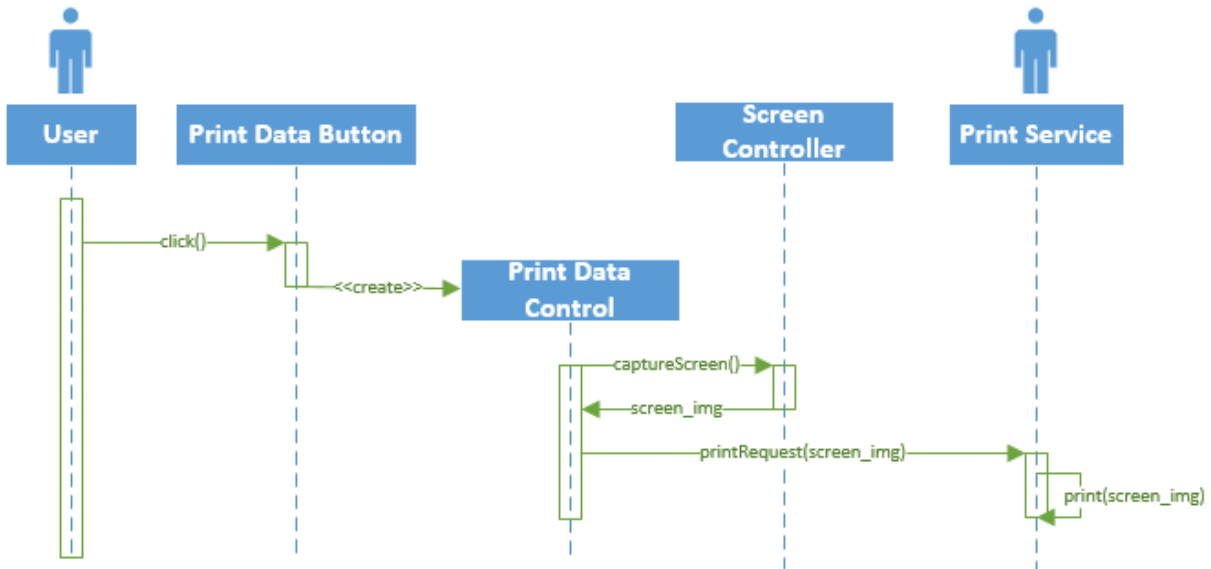 User
Print Data Button
Screen
Controller
Print Service
click()
<<create>>
Print Data
Control
captureScreen()
screen_img
printRequest(screen_img)
print(screen_img)